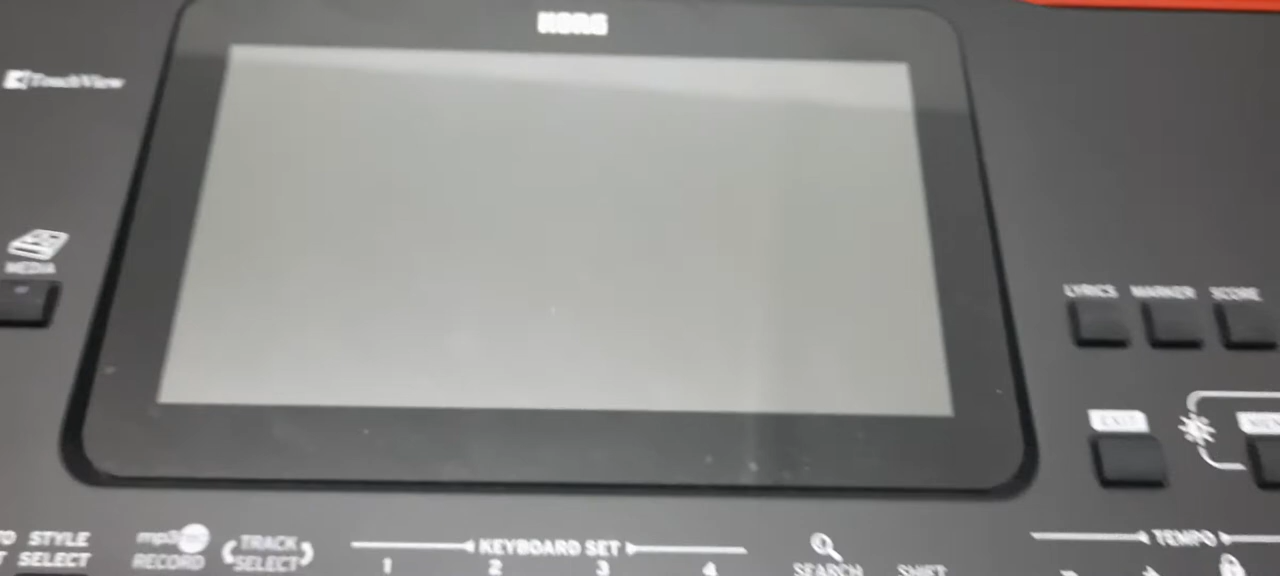 KORG
TouchView
MEDIA
LYRICS MARKER SCORE
EXIT
STYLE
SELECT
mp3
RECORD
TRACK
SELECT
KEYBOARD SET
1 2 3 4
SEARCH
SHIFT
TEMPO